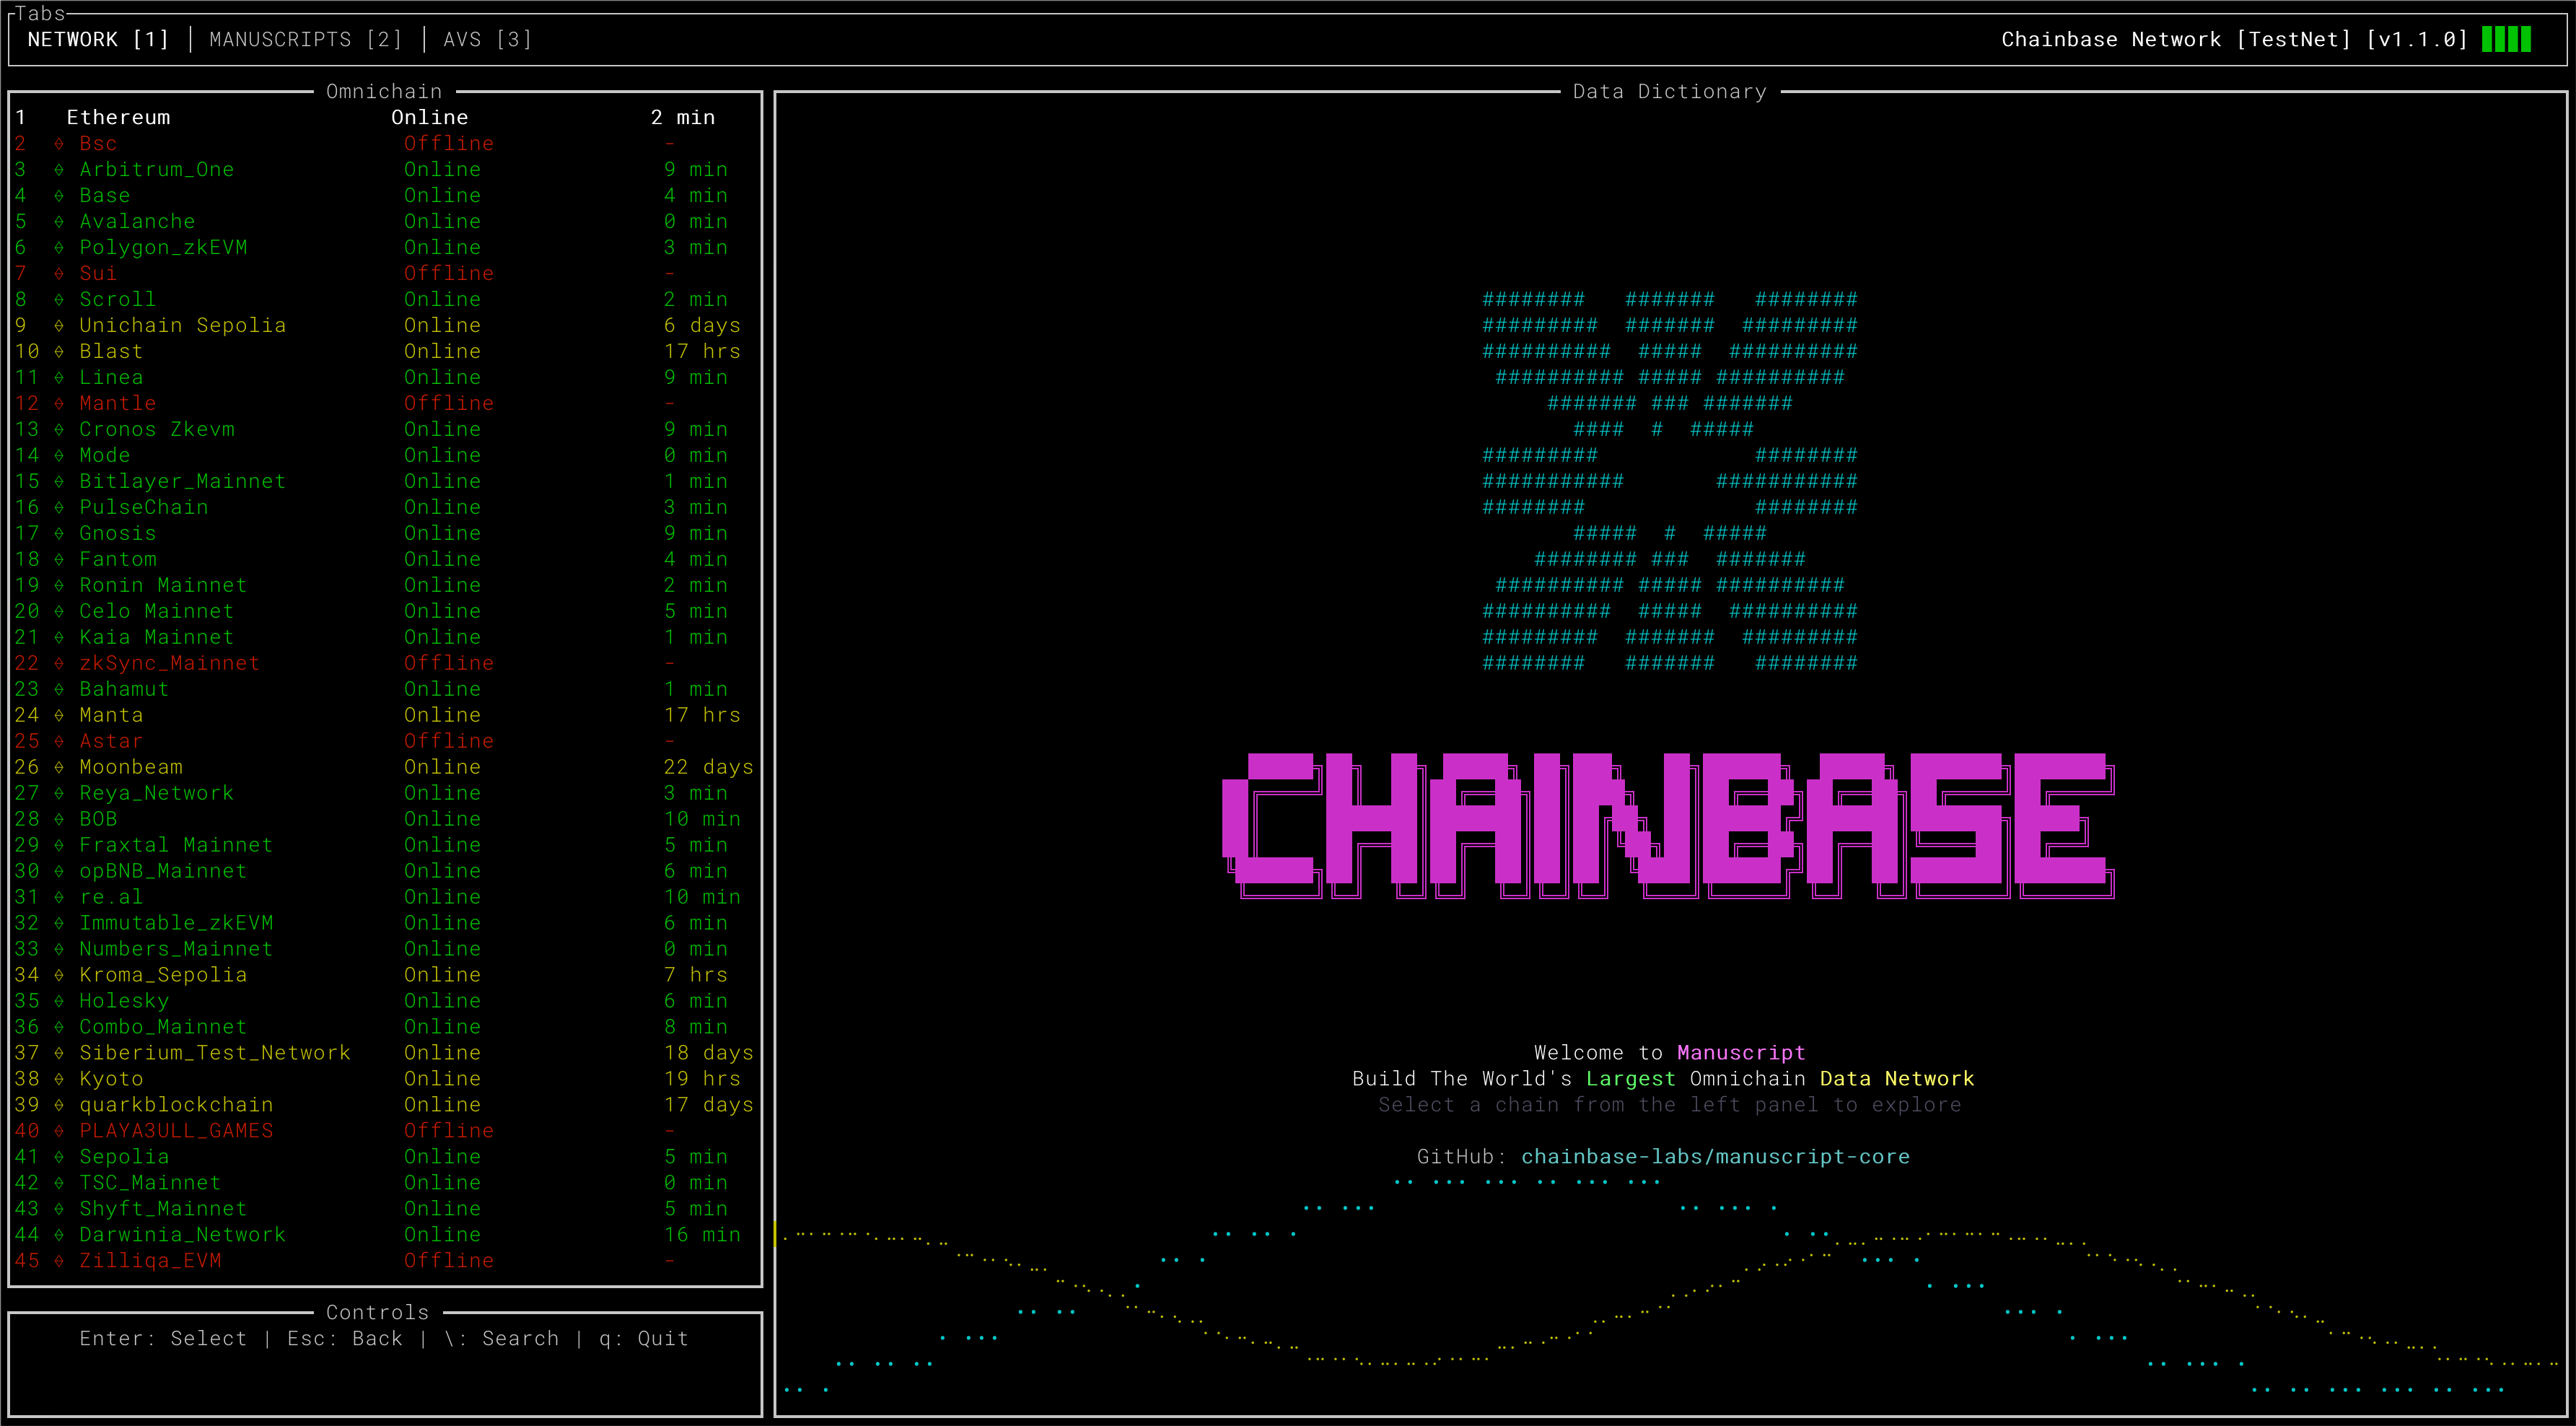 Tabs
NETWORK [1] │ MANUSCRIPTS [2] │ AVS [3]
Chainbase Network [TestNet] [v1.1.0]
Omnichain
1 Ethereum Online 2 min
2 Bsc Offline -
3 Arbitrum_One Online 9 min
4 Base Online 4 min
5 Avalanche Online 0 min
6 Polygon_zkEVM Online 3 min
7 Sui Offline -
8 Scroll Online 2 min
9 Unichain Sepolia Online 6 days
10 Blast Online 17 hrs
11 Linea Online 9 min
12 Mantle Offline -
13 Cronos Zkevm Online 9 min
14 Mode Online 0 min
15 Bitlayer_Mainnet Online 1 min
16 PulseChain Online 3 min
17 Gnosis Online 9 min
18 Fantom Online 4 min
19 Ronin Mainnet Online 2 min
20 Celo Mainnet Online 5 min
21 Kaia Mainnet Online 1 min
22 zkSync_Mainnet Offline -
23 Bahamut Online 1 min
24 Manta Online 17 hrs
25 Astar Offline -
26 Moonbeam Online 22 days
27 Reya_Network Online 3 min
28 BOB Online 10 min
29 Fraxtal Mainnet Online 5 min
30 opBNB_Mainnet Online 6 min
31 re.al Online 10 min
32 Immutable_zkEVM Online 6 min
33 Numbers_Mainnet Online 0 min
34 Kroma_Sepolia Online 7 hrs
35 Holesky Online 6 min
36 Combo_Mainnet Online 8 min
37 Siberium_Test_Network Online 18 days
38 Kyoto Online 19 hrs
39 quarkblockchain Online 17 days
40 PLAYA3ULL_GAMES Offline -
41 Sepolia Online 5 min
42 TSC_Mainnet Online 0 min
43 Shyft_Mainnet Online 5 min
44 Darwinia_Network Online 16 min
45 Zilliqa_EVM Offline -
Controls
Enter: Select | Esc: Back | \: Search | q: Quit
Data Dictionary
CHAINBASE
Welcome to Manuscript
Build The World's Largest Omnichain Data Network
Select a chain from the left panel to explore
GitHub: chainbase-labs/manuscript-core